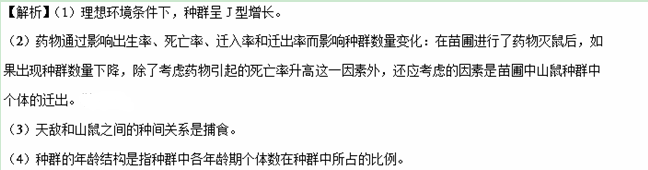 【解析】（1）理想环境条件下，种群呈 J 型增长。
（2）药物通过影响出生率、死亡率、迁入率和迁出率而影响种群数量变化：在苗圃进行了药物灭鼠后，如
果出现种群数量下降，除了考虑药物引起的死亡率升高这一因素外，还应考虑的因素是苗圃中山鼠种群中
个体的迁出。
（3）天敌和山鼠之间的种间关系是捕食。
（4）种群的年龄结构是指种群中各年龄期个体数在种群中所占的比例。